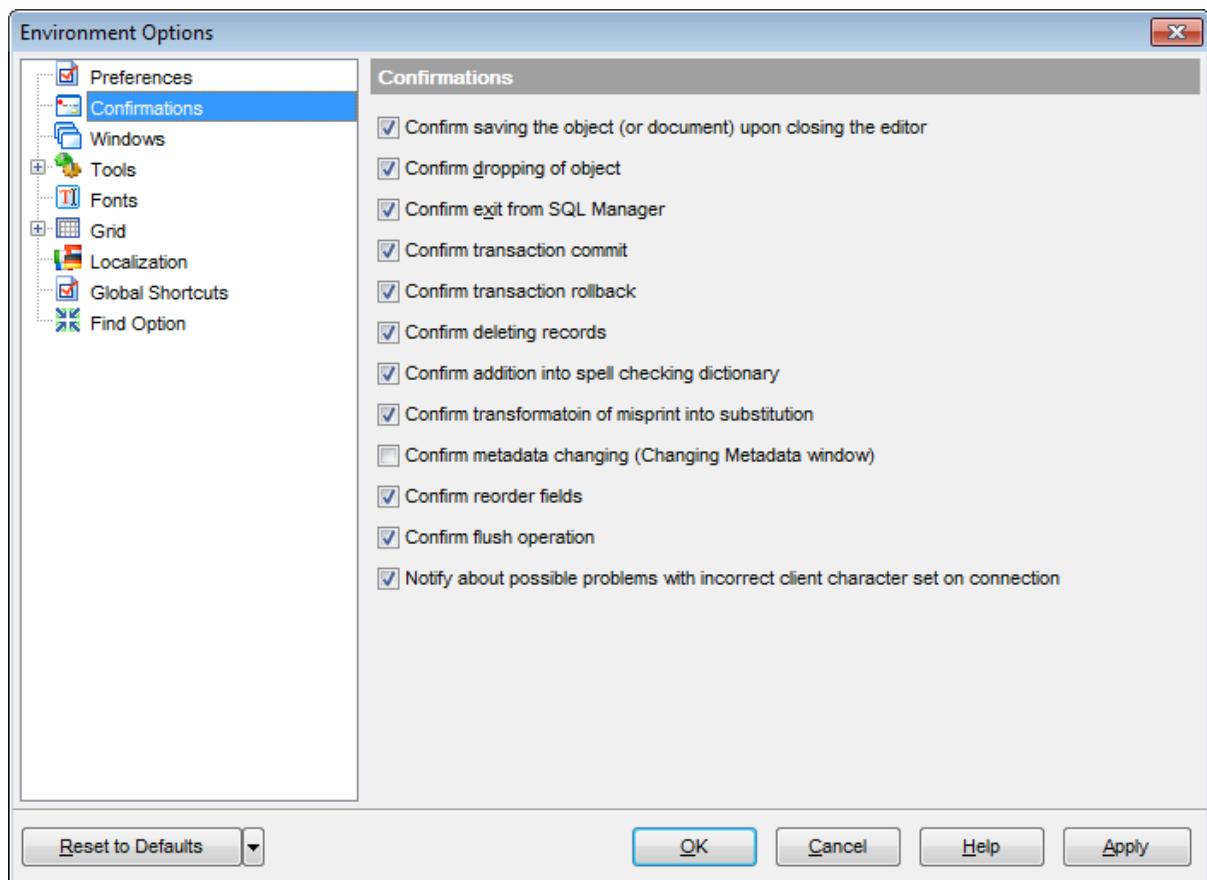 Environment Options
Preferences
Confirmations
Windows
Tools
Fonts
Grid
Localization
Global Shortcuts
Find Option
Confirmations
Confirm saving the object (or document) upon closing the editor
Confirm dropping of object
Confirm exit from SQL Manager
Confirm transaction commit
Confirm transaction rollback
Confirm deleting records
Confirm addition into spell checking dictionary
Confirm transformatoin of misprint into substitution
Confirm metadata changing (Changing Metadata window)
Confirm reorder fields
Confirm flush operation
Notify about possible problems with incorrect client character set on connection
Reset to Defaults
OK
Cancel
Help
Apply